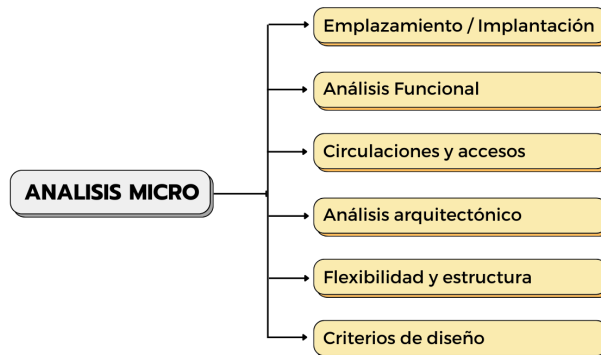 Emplazamiento / Implantación
Análisis Funcional
Circulaciones y accesos
ANALISIS MICRO
Análisis arquitectónico
Flexibilidad y estructura
Criterios de diseño